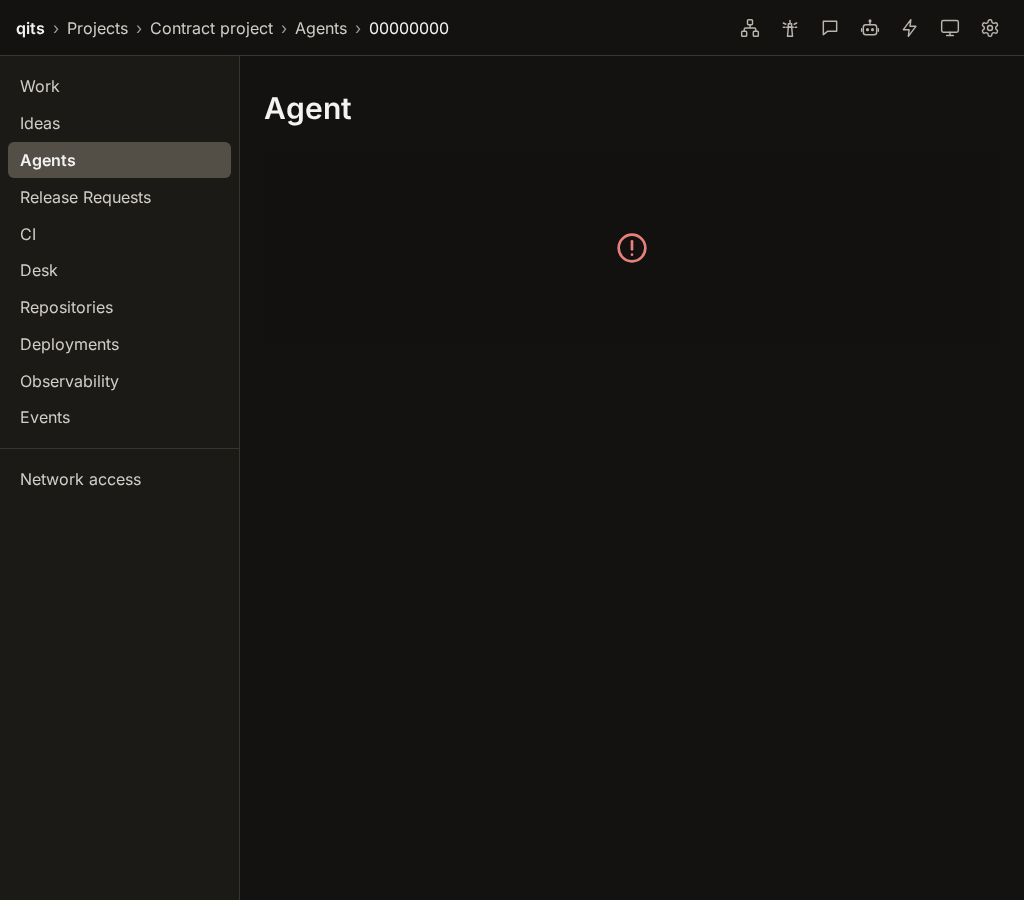 qits › Projects › Contract project › Agents › 00000000
Work
Ideas
Agents
Release Requests
CI
Desk
Repositories
Deployments
Observability
Events
Network access
Agent